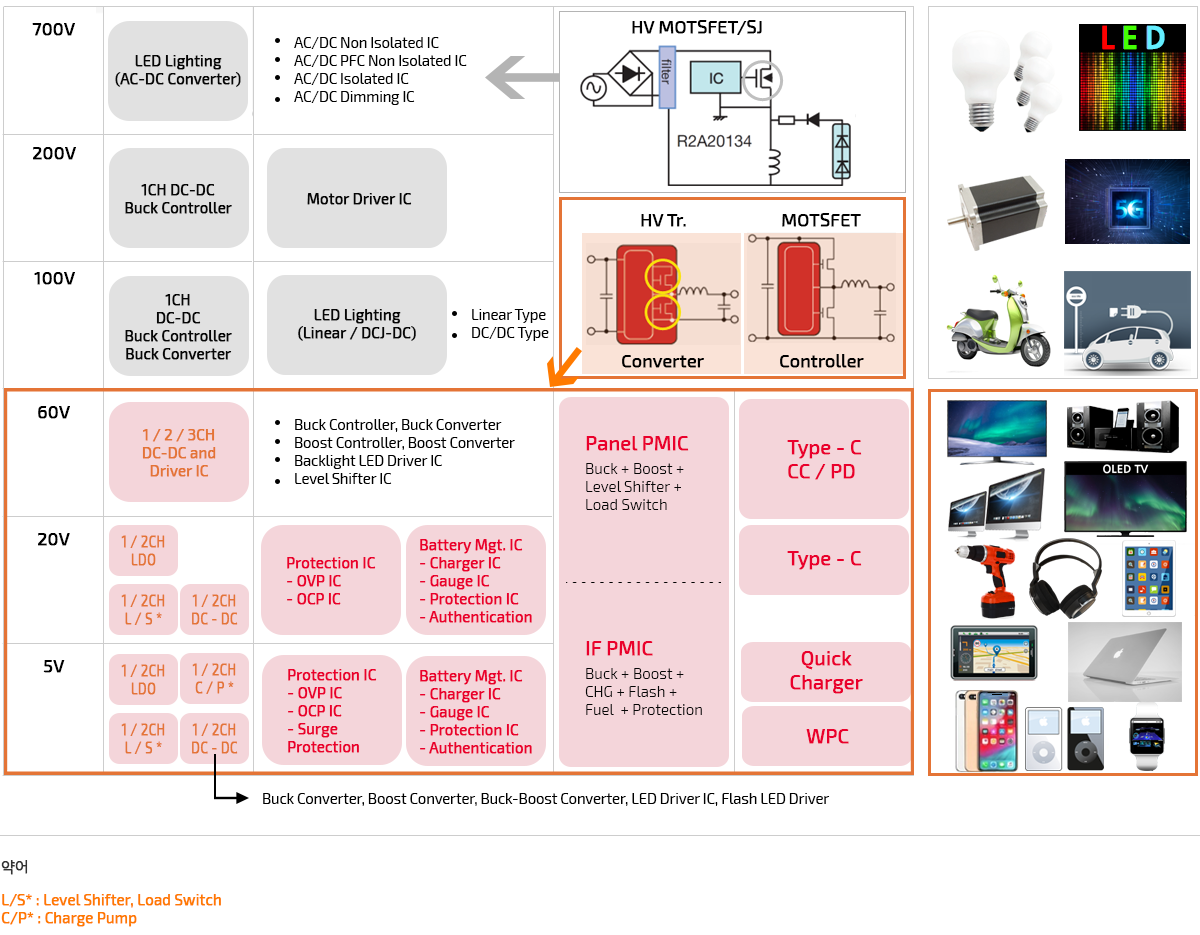 700V
LED Lighting
(AC-DC Converter)
• AC/DC Non Isolated IC
• AC/DC PFC Non Isolated IC
• AC/DC Isolated IC
• AC/DC Dimming IC
HV MOTSFET/SJ
filter
IC
R2A20134
LED
200V
1CH DC-DC
Buck Controller
Motor Driver IC
5G
HV Tr.
MOTSFET
Converter
Controller
100V
1CH
DC-DC
Buck Controller
Buck Converter
LED Lighting
(Linear / DCJ-DC)
• Linear Type
• DC/DC Type
60V
1 / 2 / 3CH
DC-DC and
Driver IC
• Buck Controller, Buck Converter
• Boost Controller, Boost Converter
• Backlight LED Driver IC
• Level Shifter IC
Panel PMIC
Buck + Boost +
Level Shifter +
Load Switch
Type - C
CC / PD
OLED TV
20V
1 / 2CH
LDO
1 / 2CH
L / S *
1 / 2CH
DC - DC
Protection IC
- OVP IC
- OCP IC
Battery Mgt. IC
- Charger IC
- Gauge IC
- Protection IC
- Authentication
Type - C
5V
1 / 2CH
LDO
1 / 2CH
C / P *
1 / 2CH
L / S *
1 / 2CH
DC - DC
Protection IC
- OVP IC
- OCP IC
- Surge
Protection
Battery Mgt. IC
- Charger IC
- Gauge IC
- Protection IC
- Authentication
IF PMIC
Buck + Boost +
CHG + Flash +
Fuel + Protection
Quick
Charger
WPC
Buck Converter, Boost Converter, Buck-Boost Converter, LED Driver IC, Flash LED Driver
약어
L/S* : Level Shifter, Load Switch
C/P* : Charge Pump